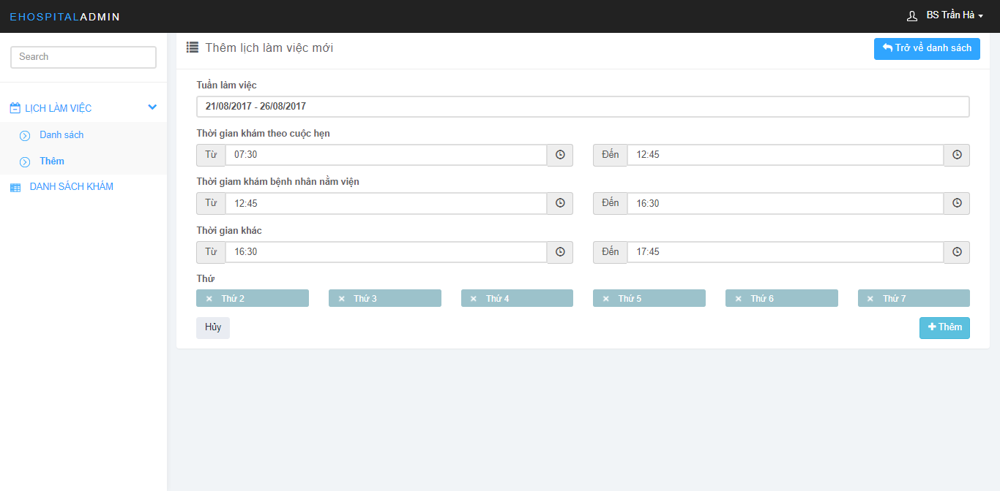 EHOSPITALADMIN
BS Trần Hà
Search
LỊCH LÀM VIỆC
Danh sách
Thêm
DANH SÁCH KHÁM
Thêm lịch làm việc mới
Trở về danh sách
Tuần làm việc
21/08/2017 - 26/08/2017
Thời gian khám theo cuộc hẹn
Từ 07:30 Đến 12:45
Thời giam khám bệnh nhân nằm viện
Từ 12:45 Đến 16:30
Thời gian khác
Từ 16:30 Đến 17:45
Thứ
× Thứ 2 × Thứ 3 × Thứ 4 × Thứ 5 × Thứ 6 × Thứ 7
Hủy Thêm